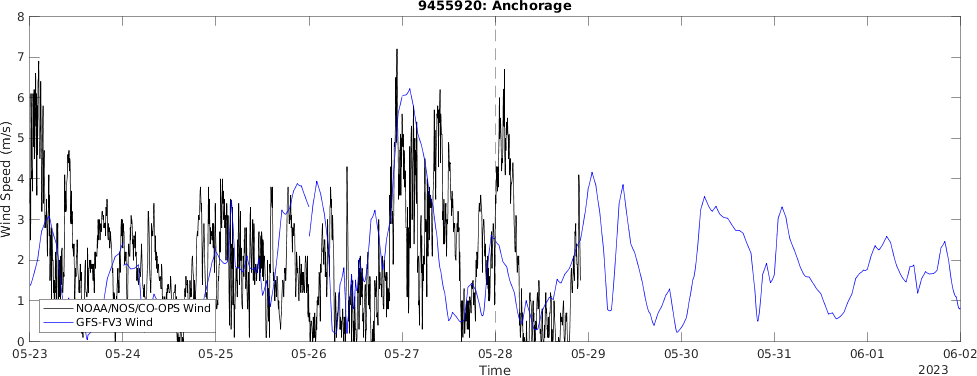 9455920: Anchorage
Wind Speed (m/s)
8
7
6
5
4
3
2
1
0
NOAA/NOS/CO-OPS Wind
GFS-FV3 Wind
05-23 05-24 05-25 05-26 05-27 05-28 05-29 05-30 05-31 06-01 06-02
Time
2023